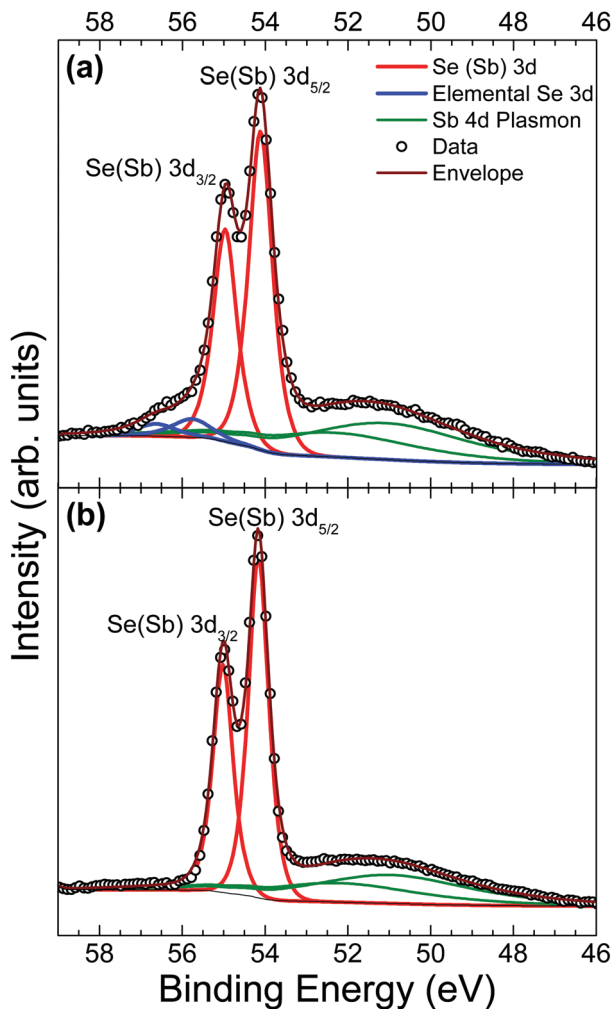 58 56 54 52 50 48 46
(a)
Se(Sb) 3d5/2
Se(Sb) 3d3/2
Se (Sb) 3d
Elemental Se 3d
Sb 4d Plasmon
Data
Envelope
Intensity (arb. units)
(b)
Se(Sb) 3d5/2
Se(Sb) 3d3/2
58 56 54 52 50 48 46
Binding Energy (eV)